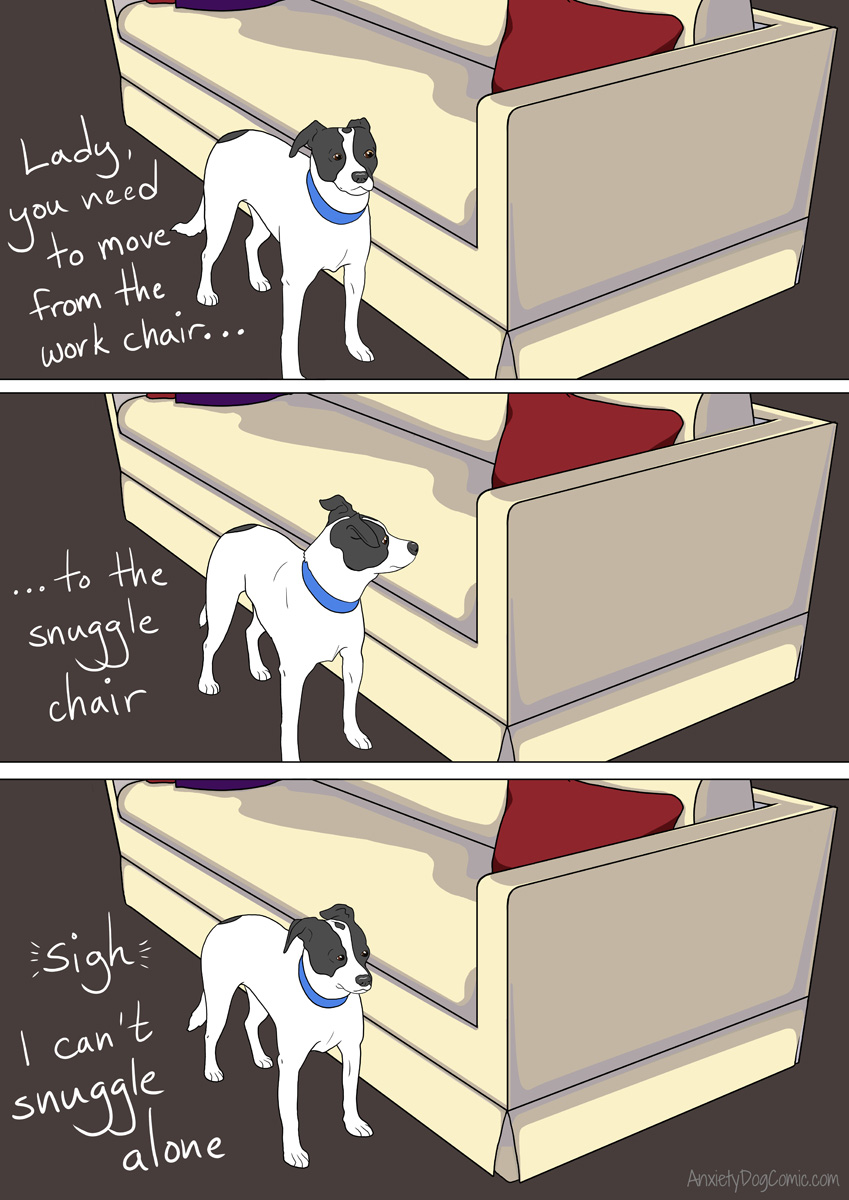 Lady,
you need
to move
from the
work chair...
...to the
snuggle
chair
Sigh
I can't
snuggle
alone
AnxietyDogComic.com